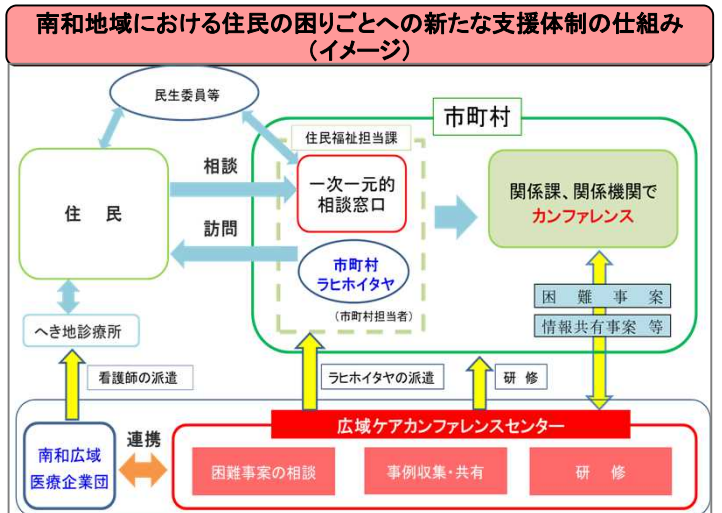 南和地域における住民の困りごとへの新たな支援体制の仕組み
（イメージ）
民生委員等
市町村
住民福祉担当課
相談
一次一元的
相談窓口
関係課、関係機関で
カンファレンス
住 民
訪問
市町村
ラヒホイタヤ
（市町村担当者）
困 難 事 案
情報共有事案 等
へき地診療所
看護師の派遣
ラヒホイタヤの派遣
研 修
広域ケアカンファレンスセンター
南和広域
医療企業団
連携
困難事案の相談
事例収集・共有
研 修